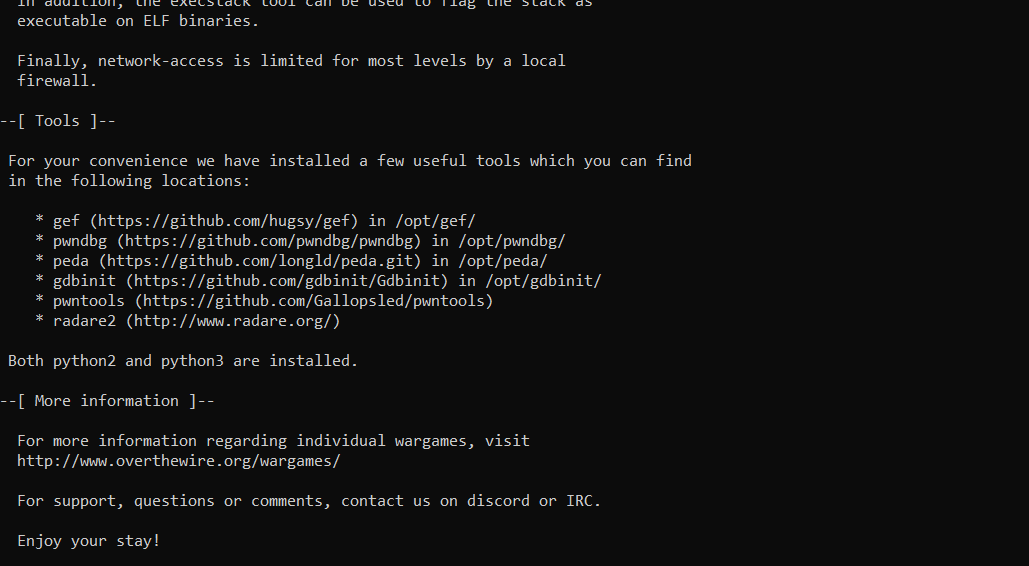 in addition, the execstack tool can be used to flag the stack as
executable on ELF binaries.
Finally, network-access is limited for most levels by a local
firewall.
--[ Tools ]--
For your convenience we have installed a few useful tools which you can find
in the following locations:
* gef (https://github.com/hugsy/gef) in /opt/gef/
* pwndbg (https://github.com/pwndbg/pwndbg) in /opt/pwndbg/
* peda (https://github.com/longld/peda.git) in /opt/peda/
* gdbinit (https://github.com/gdbinit/Gdbinit) in /opt/gdbinit/
* pwntools (https://github.com/Gallopsled/pwntools)
* radare2 (http://www.radare.org/)
Both python2 and python3 are installed.
--[ More information ]--
For more information regarding individual wargames, visit
http://www.overthewire.org/wargames/
For support, questions or comments, contact us on discord or IRC.
Enjoy your stay!